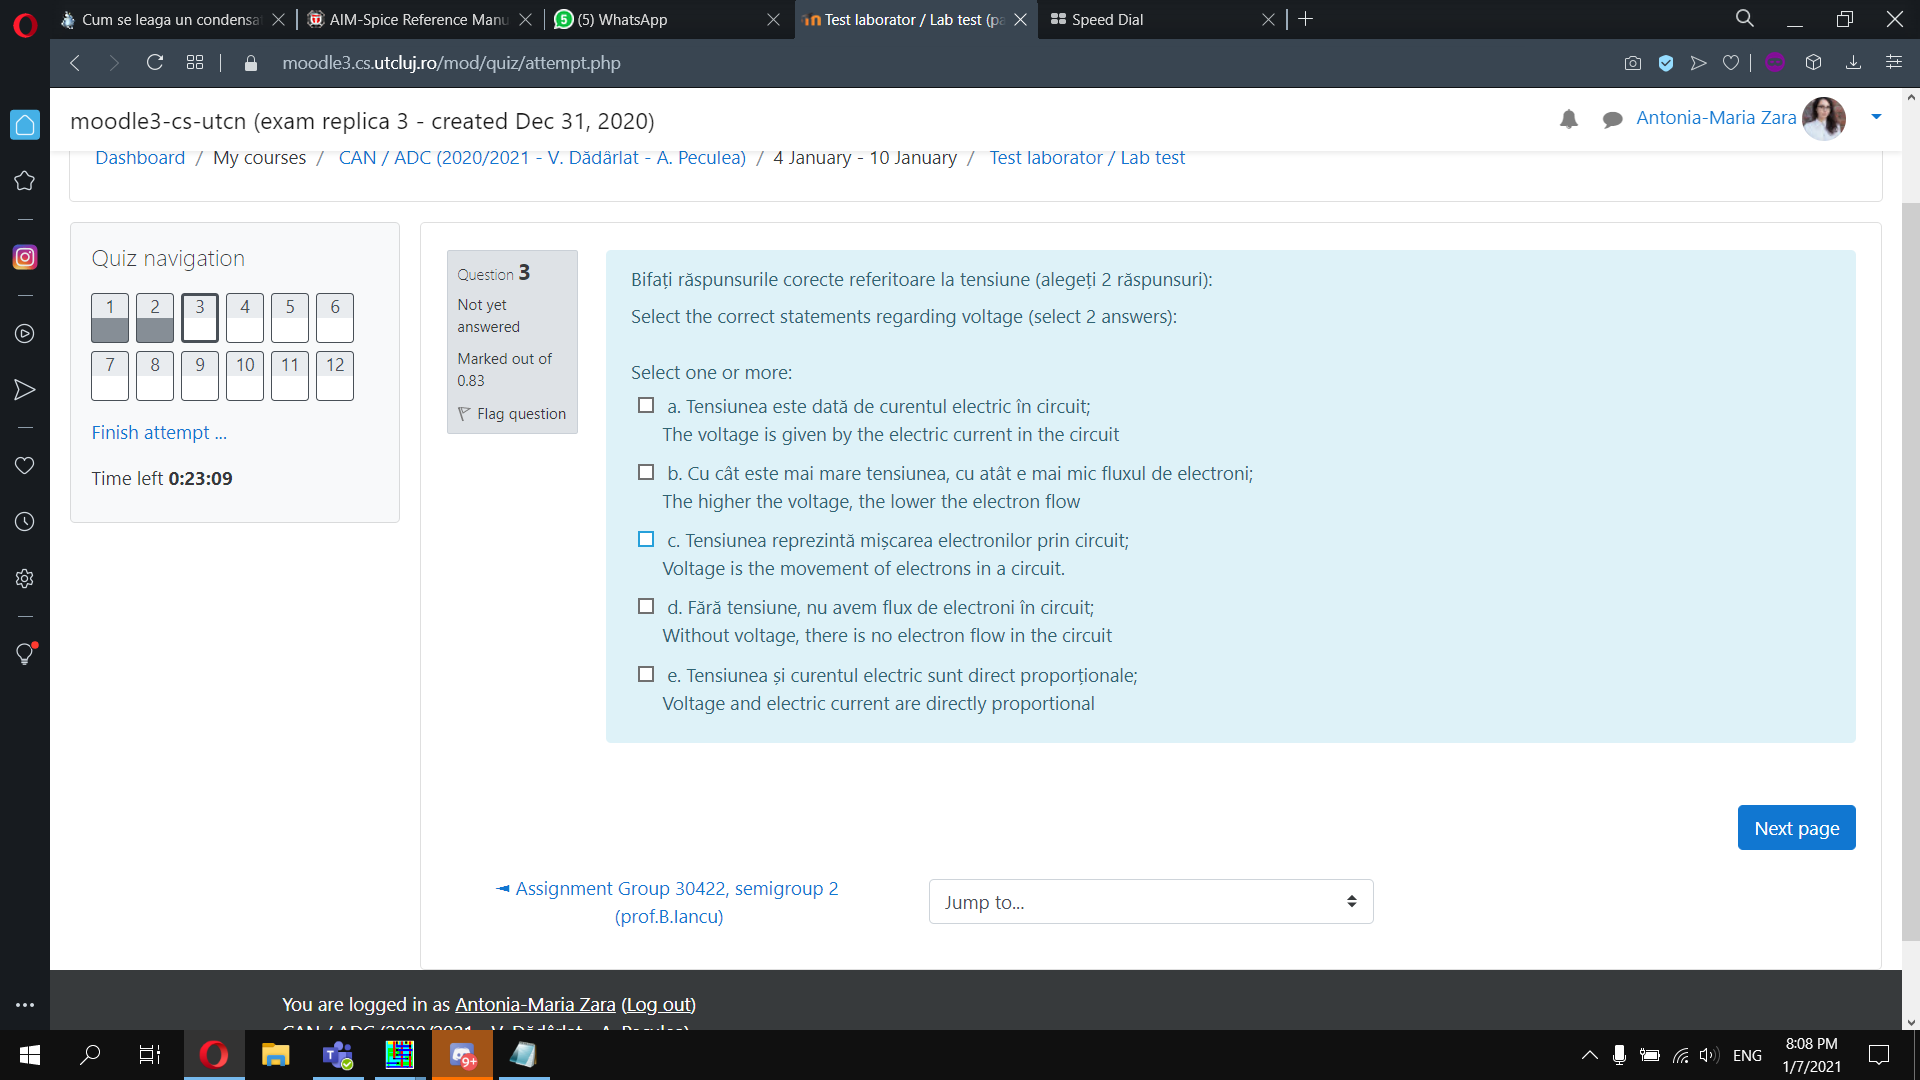 Cum se leaga un condensa
AIM-Spice Reference Manu
(5) WhatsApp
Test laborator / Lab test (pa
Speed Dial
moodle3.cs.utcluj.ro/mod/quiz/attempt.php
moodle3-cs-utcn (exam replica 3 - created Dec 31, 2020)
Antonia-Maria Zara
Dashboard / My courses / CAN / ADC (2020/2021 - V. Dădârlat - A. Peculea) / 4 January - 10 January / Test laborator / Lab test
Quiz navigation
1 2 3 4 5 6
7 8 9 10 11 12
Finish attempt ...
Time left 0:23:09
Question 3
Not yet
answered
Marked out of
0.83
Flag question
Bifați răspunsurile corecte referitoare la tensiune (alegeți 2 răspunsuri):
Select the correct statements regarding voltage (select 2 answers):
Select one or more:
a. Tensiunea este dată de curentul electric în circuit;
The voltage is given by the electric current in the circuit
b. Cu cât este mai mare tensiunea, cu atât e mai mic fluxul de electroni;
The higher the voltage, the lower the electron flow
c. Tensiunea reprezintă mișcarea electronilor prin circuit;
Voltage is the movement of electrons in a circuit.
d. Fără tensiune, nu avem flux de electroni în circuit;
Without voltage, there is no electron flow in the circuit
e. Tensiunea și curentul electric sunt direct proporționale;
Voltage and electric current are directly proportional
Next page
◄ Assignment Group 30422, semigroup 2
(prof.B.Iancu)
Jump to...
You are logged in as Antonia-Maria Zara (Log out)
CAN / ADC (2020/2021 - V. Dădârlat - A. Peculea)
9+
ENG
8:08 PM
1/7/2021